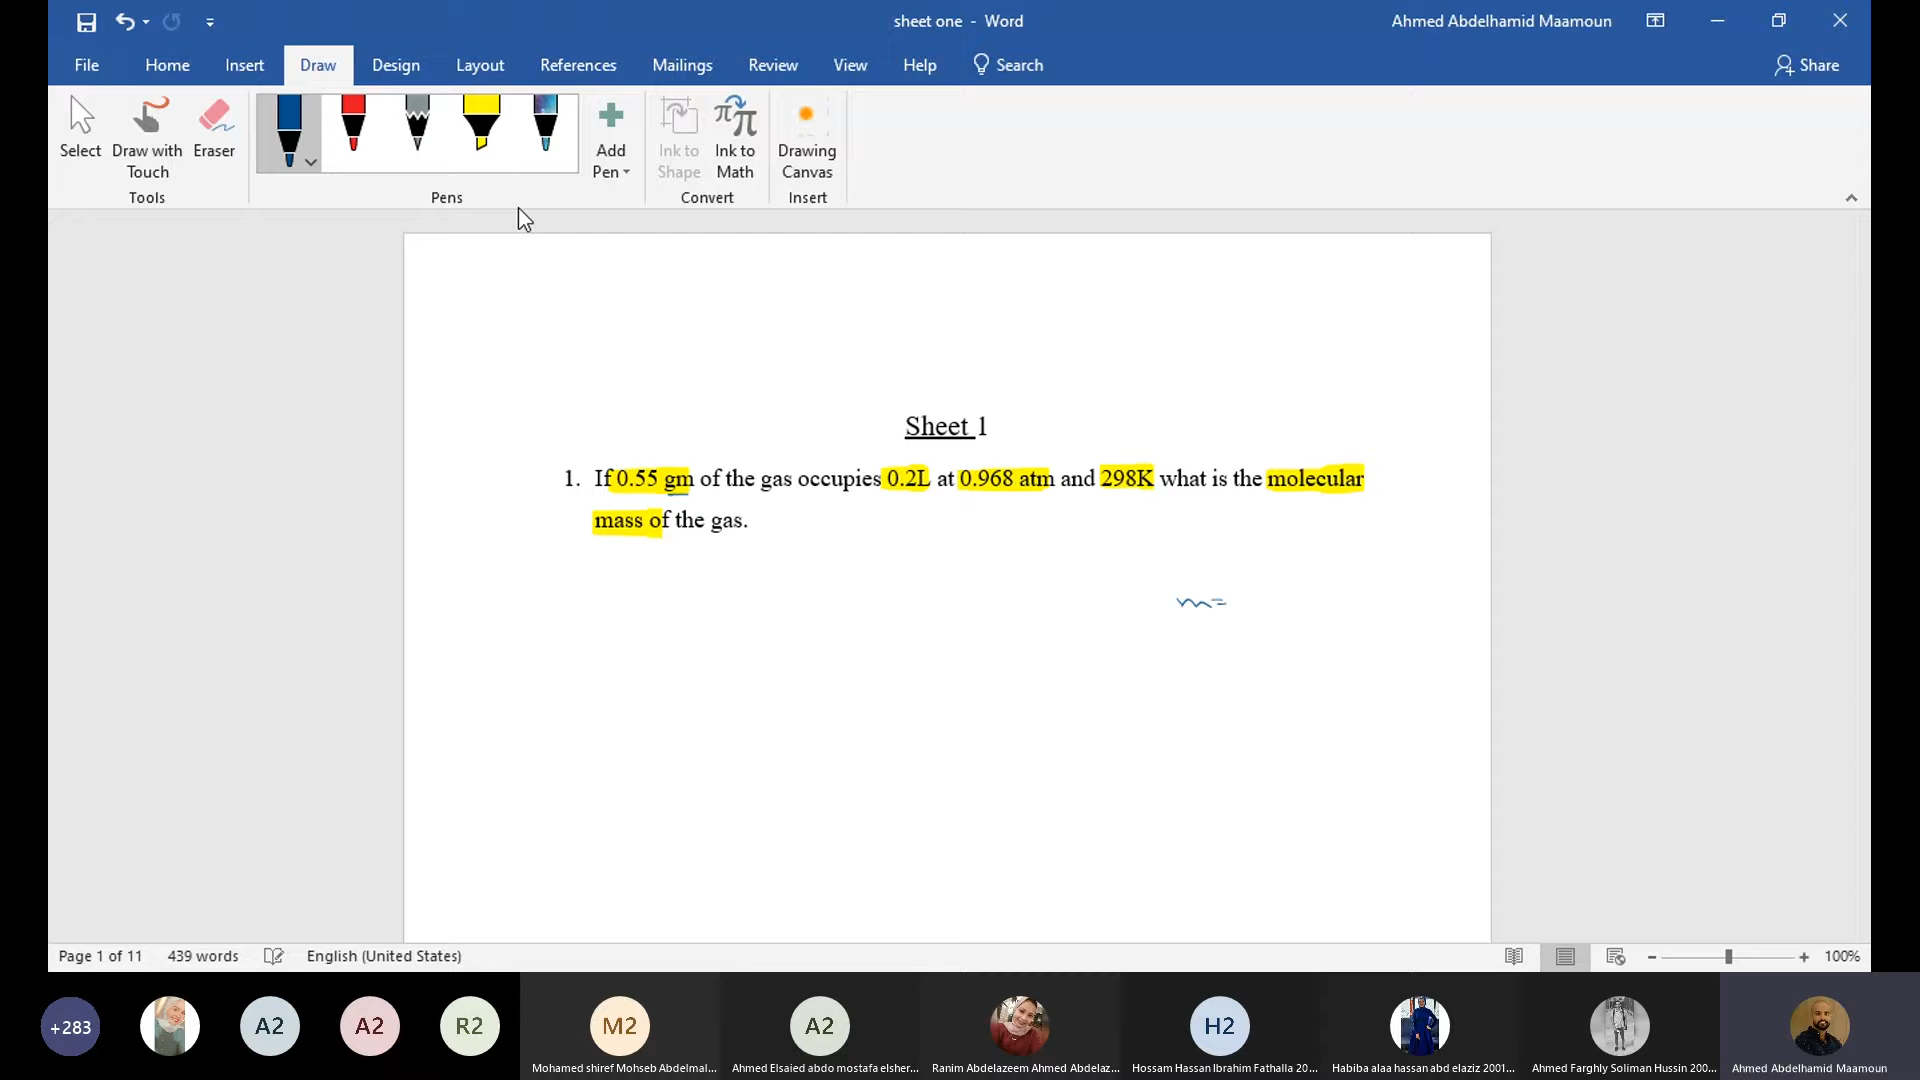 sheet one - Word
Ahmed Abdelhamid Maamoun
File Home Insert Draw Design Layout References Mailings Review View Help Search
Share
Select Draw with Touch Eraser
Add Pen
Ink to Shape Ink to Math
Drawing Canvas
Tools Pens Convert Insert
Sheet 1
1. If 0.55 gm of the gas occupies 0.2L at 0.968 atm and 298K what is the molecular
mass of the gas.
m=
Page 1 of 11 439 words English (United States) 100%
+283 A2 A2 R2 M2 A2 H2
Mohamed shiref Mohseb Abdelmal... Ahmed Elsaied abdo mostafa elsher... Ranim Abdelazeem Ahmed Abdelaz... Hossam Hassan Ibrahim Fathalla 20... Habiba alaa hassan abd elaziz 2001... Ahmed Farghly Soliman Hussin 200... Ahmed Abdelhamid Maamoun